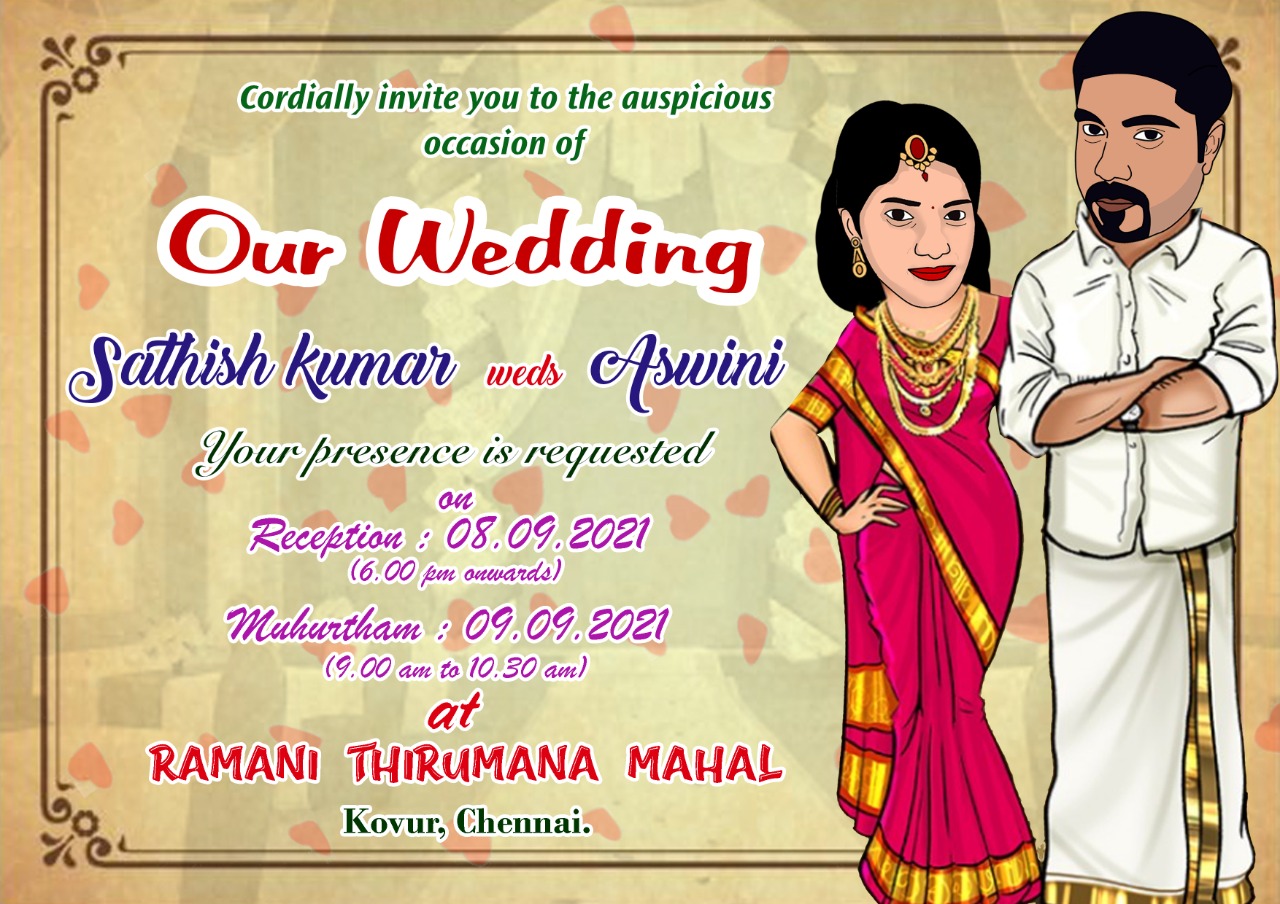 Cordially invite you to the auspicious
occasion of
Our Wedding
Sathish kumar weds Aswini
Your presence is requested
on
Reception : 08.09.2021
(6.00 pm onwards)
Muhurtham : 09.09.2021
(9.00 am to 10.30 am)
at
RAMANI THIRUMANA MAHAL
Kovur, Chennai.